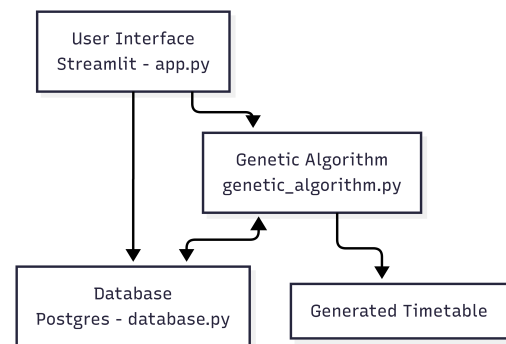 User Interface
Streamlit - app.py
Genetic Algorithm
genetic_algorithm.py
Database
Postgres - database.py
Generated Timetable